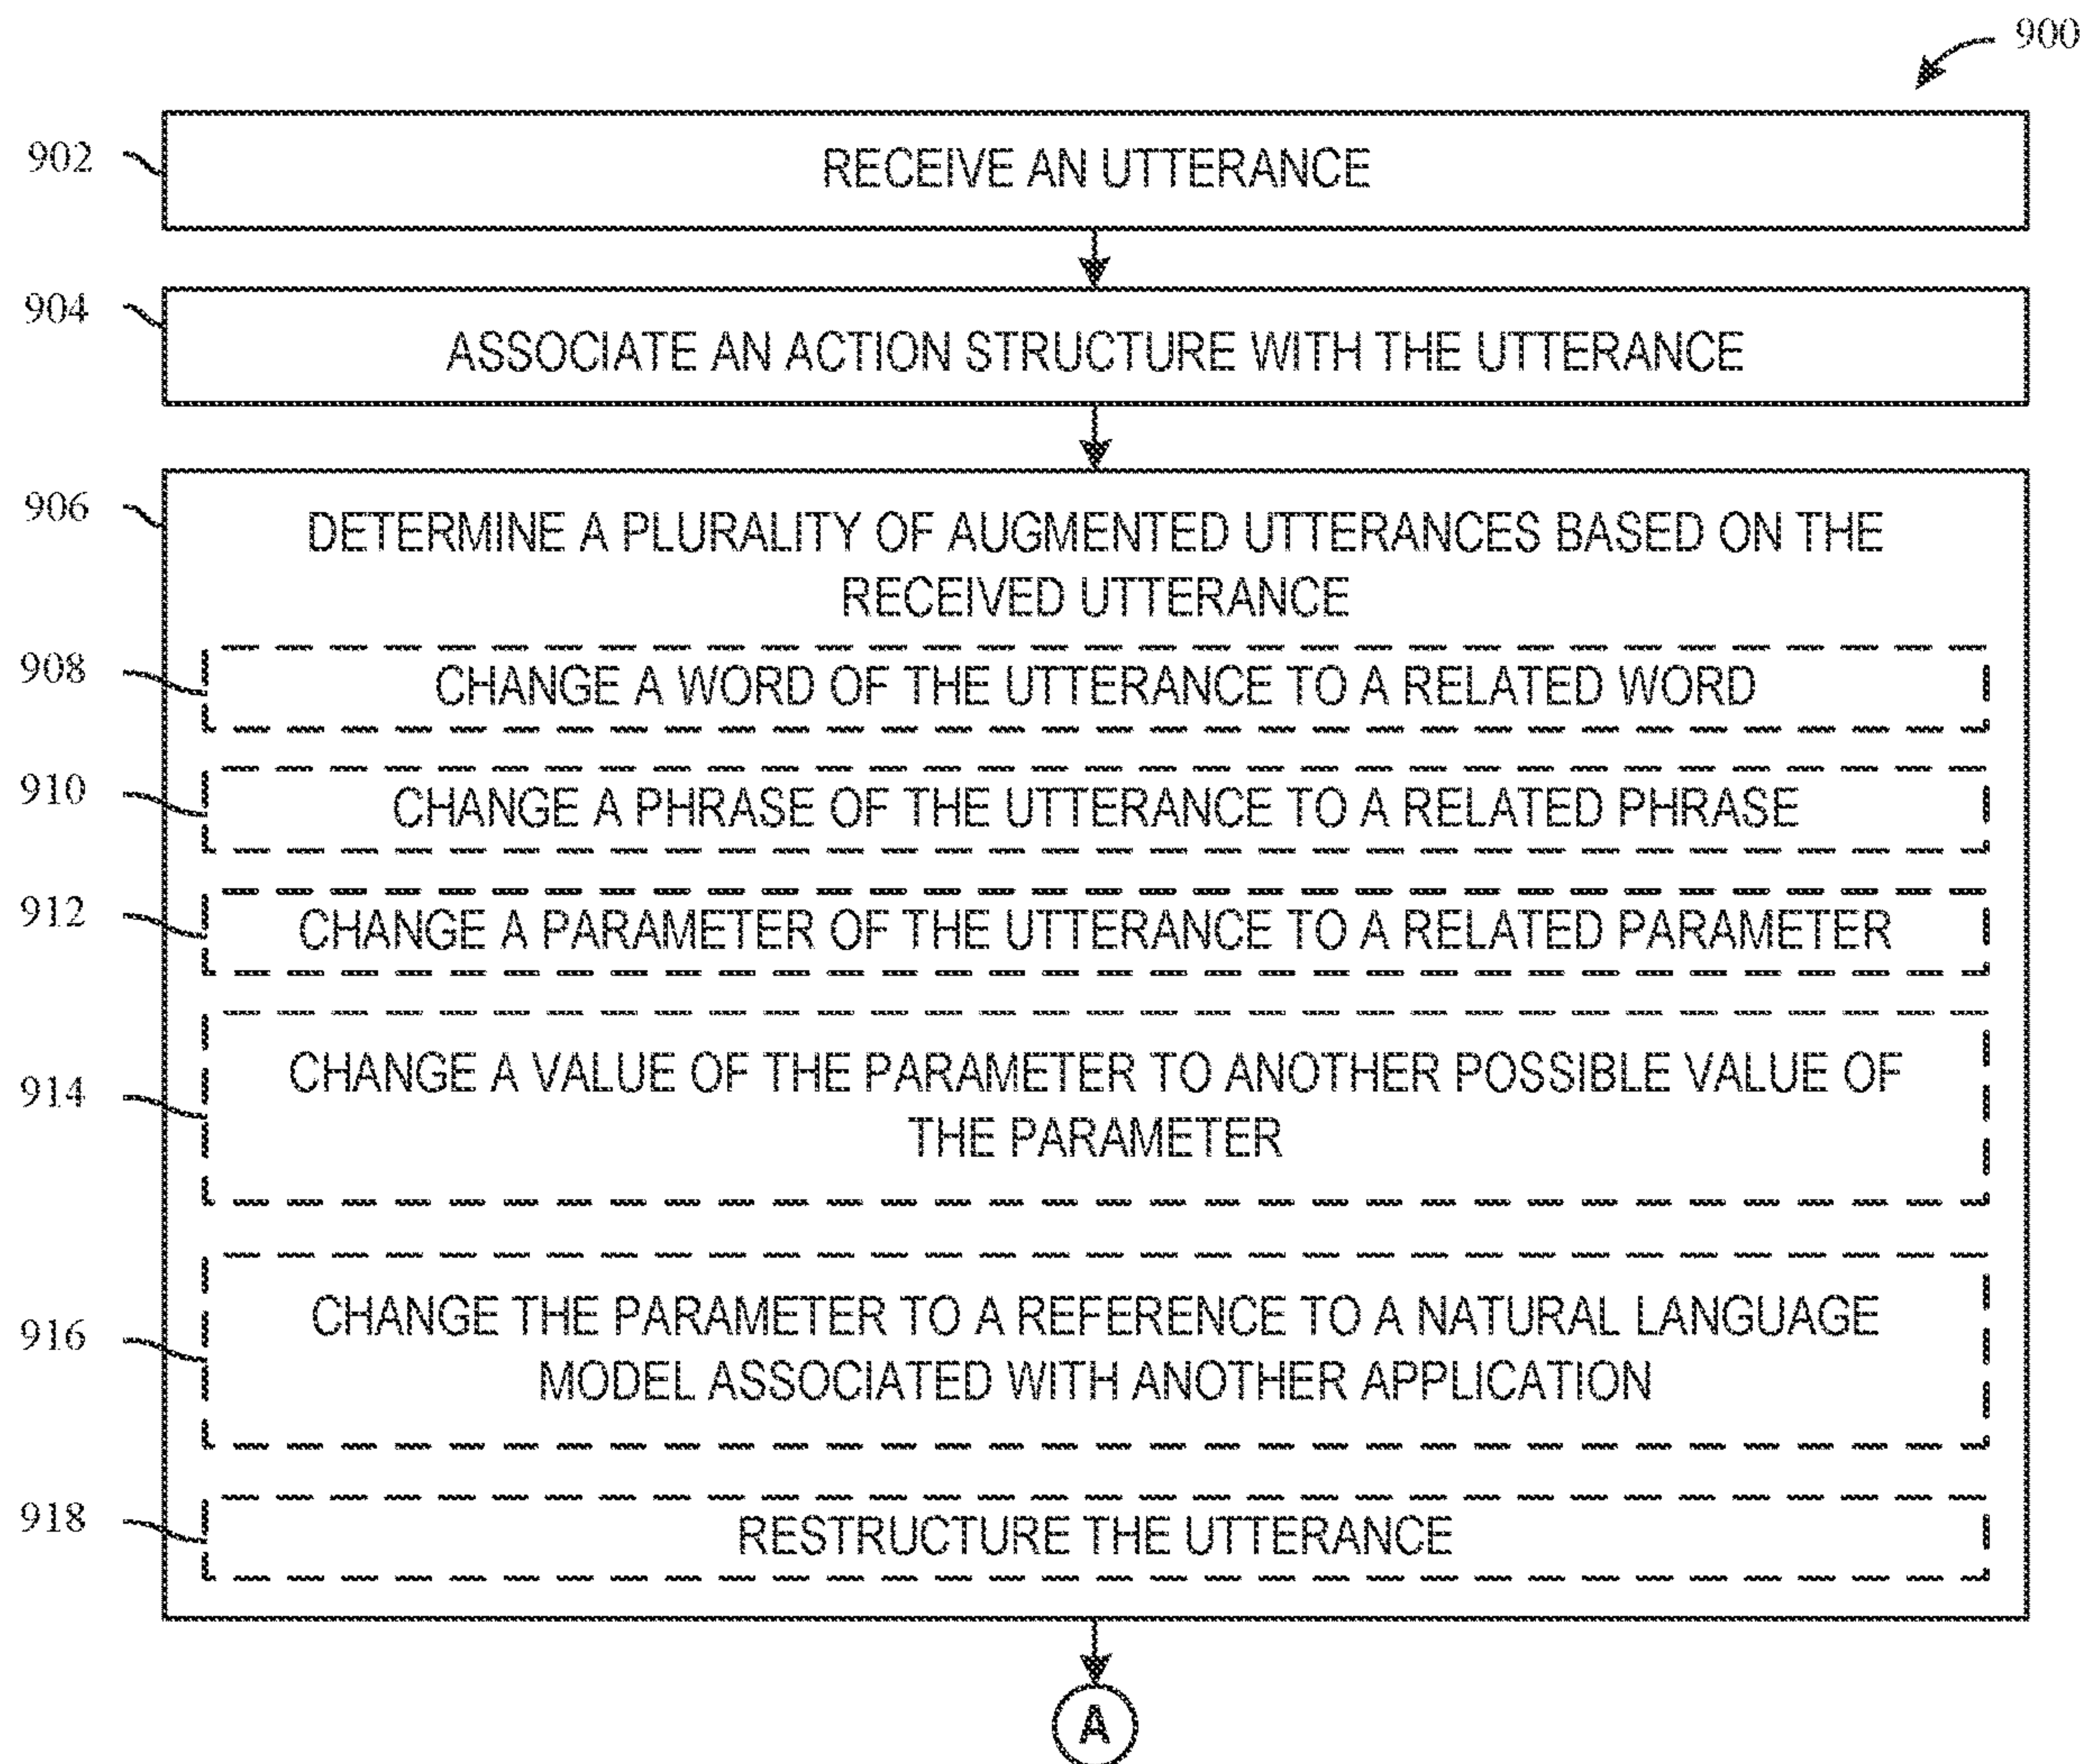 900
902
RECEIVE AN UTTERANCE
904
ASSOCIATE AN ACTION STRUCTURE WITH THE UTTERANCE
906
DETERMINE A PLURALITY OF AUGMENTED UTTERANCES BASED ON THE
RECEIVED UTTERANCE
908
CHANGE A WORD OF THE UTTERANCE TO A RELATED WORD
910
CHANGE A PHRASE OF THE UTTERANCE TO A RELATED PHRASE
912
CHANGE A PARAMETER OF THE UTTERANCE TO A RELATED PARAMETER
914
CHANGE A VALUE OF THE PARAMETER TO ANOTHER POSSIBLE VALUE OF
THE PARAMETER
916
CHANGE THE PARAMETER TO A REFERENCE TO A NATURAL LANGUAGE
MODEL ASSOCIATED WITH ANOTHER APPLICATION
918
RESTRUCTURE THE UTTERANCE
A